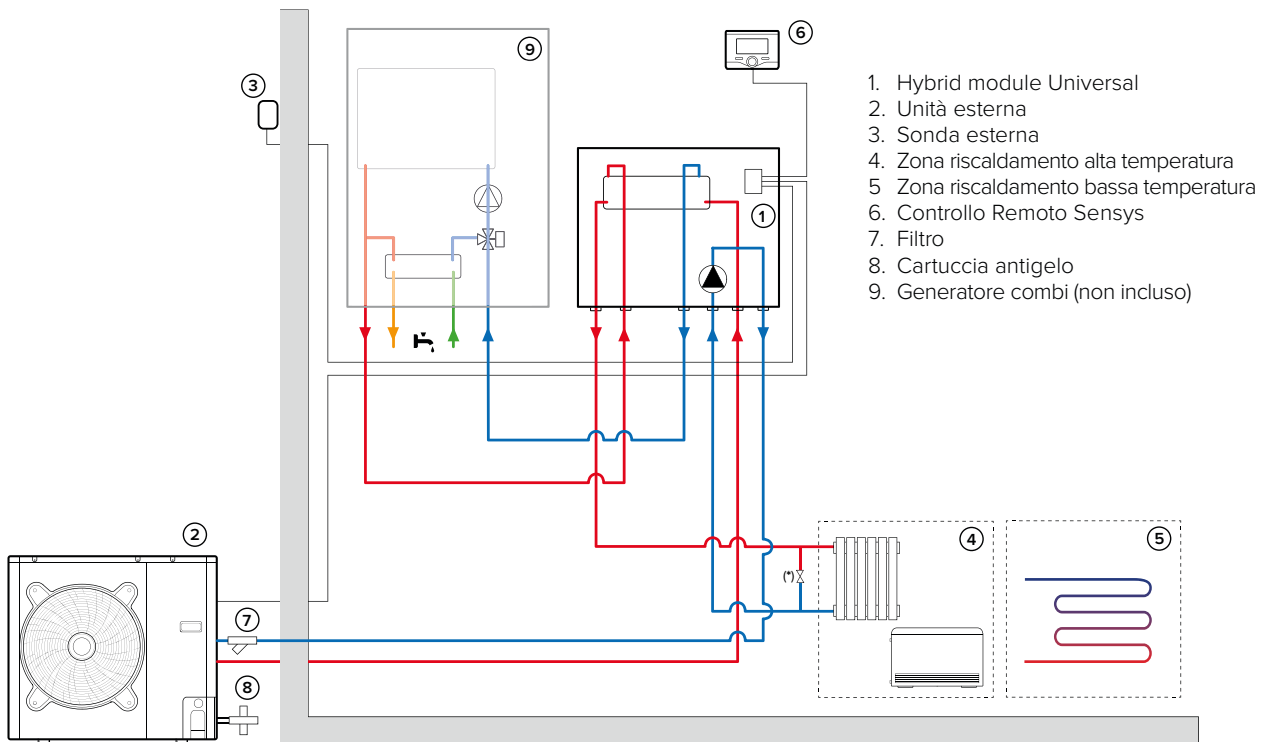 9
6
3
1
1. Hybrid module Universal
2. Unità esterna
3. Sonda esterna
4. Zona riscaldamento alta temperatura
5 Zona riscaldamento bassa temperatura
6. Controllo Remoto Sensys
7. Filtro
8. Cartuccia antigelo
9. Generatore combi (non incluso)
2
4
5
(*)
7
8